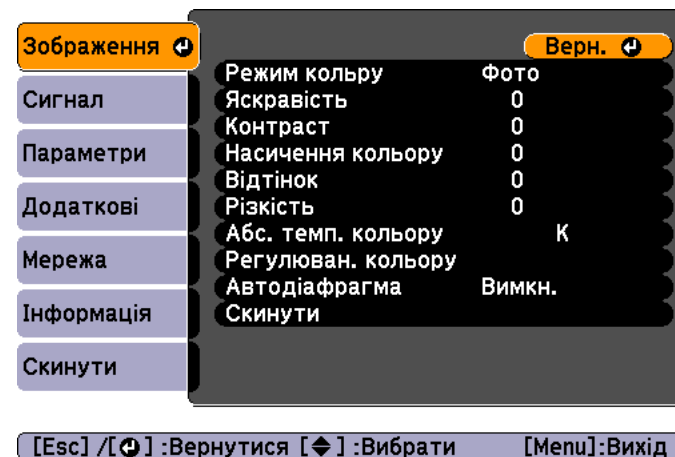 Зображення
Верн.
Режим кольру Фото
Яскравість 0
Контраст 0
Насичення кольору 0
Відтінок 0
Різкість 0
Абс. темп. кольору К
Регулюван. кольору
Автодіафрагма Вимкн.
Скинути
Сигнал
Параметри
Додаткові
Мережа
Інформація
Скинути
[Esc] /[ ] :Вернутися [ ] :Вибрати [Menu]:Вихід